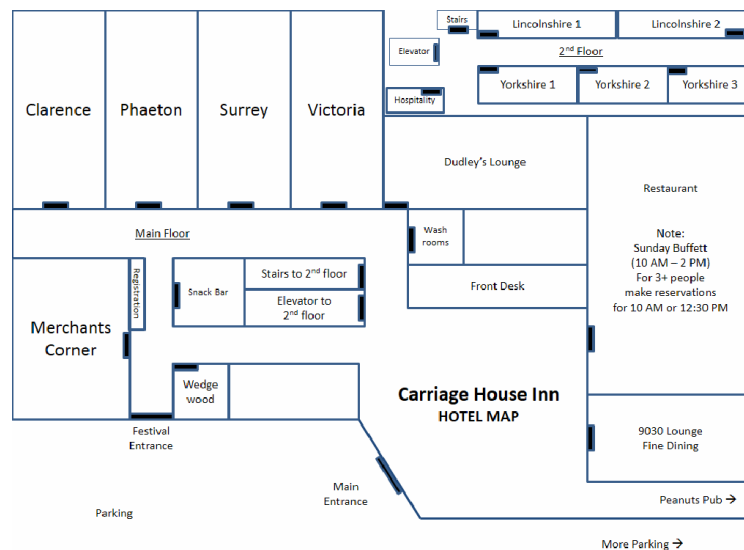 Stairs
Lincolnshire 1
Lincolnshire 2
Elevator
2nd Floor
Hospitality
Yorkshire 1
Yorkshire 2
Yorkshire 3
Clarence
Phaeton
Surrey
Victoria
Dudley's Lounge
Restaurant
Note:
Sunday Buffett
(10 AM – 2 PM)
For 3+ people
make reservations
for 10 AM or 12:30 PM
Main Floor
Wash
rooms
Registration
Snack Bar
Stairs to 2nd floor
Elevator to
2nd floor
Front Desk
Merchants
Corner
Wedge
wood
Carriage House Inn
HOTEL MAP
Festival
Entrance
9030 Lounge
Fine Dining
Main
Entrance
Peanuts Pub →
Parking
More Parking →